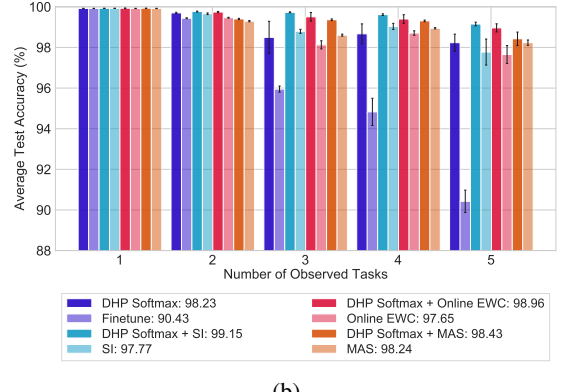 100
98
96
94
92
90
88
Average Test Accuracy (%)
1 2 3 4 5
Number of Observed Tasks
DHP Softmax: 98.23
Finetune: 90.43
DHP Softmax + SI: 99.15
SI: 97.77
DHP Softmax + Online EWC: 98.96
Online EWC: 97.65
DHP Softmax + MAS: 98.43
MAS: 98.24
(b)